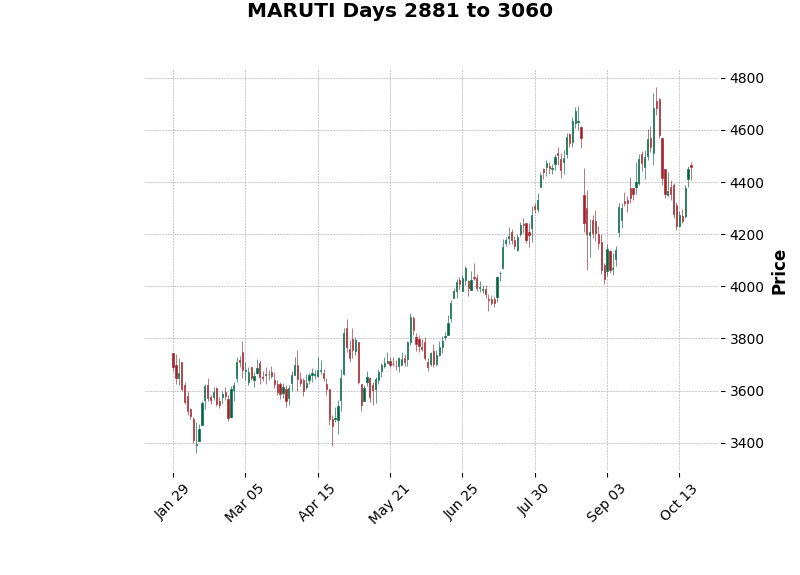 MARUTI Days 2881 to 3060
4800
4600
4400
4200
4000
3800
3600
3400
Price
Jan 29
Mar 05
Apr 15
May 21
Jun 25
Jul 30
Sep 03
Oct 13